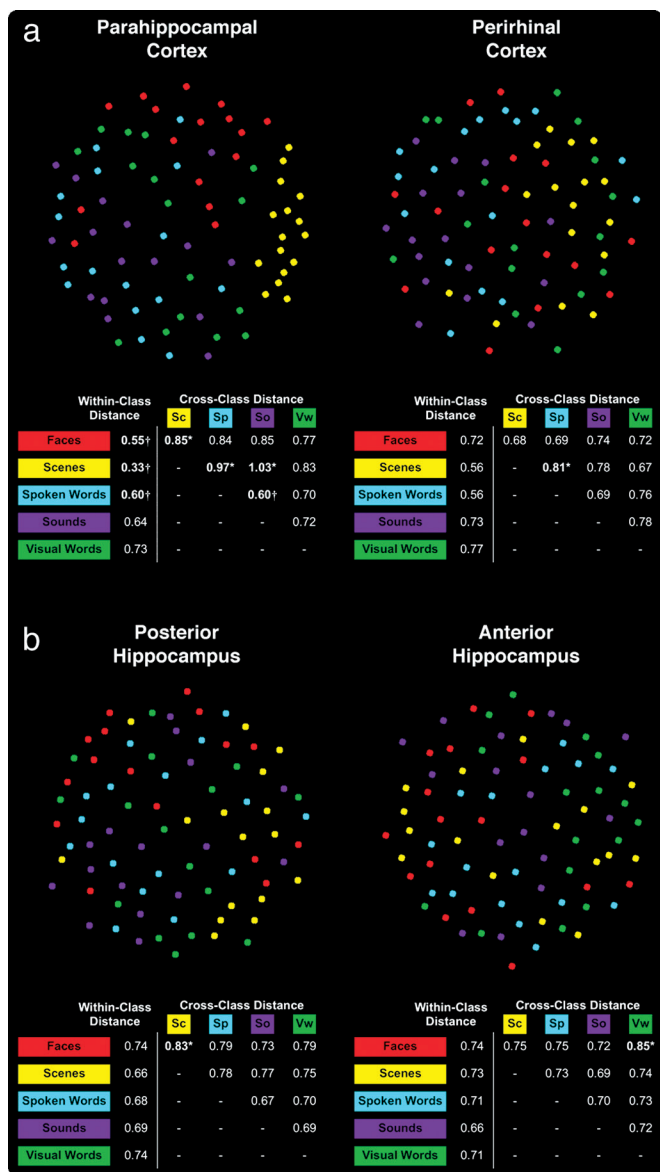 a
Parahippocampal
Cortex
Perirhinal
Cortex
Within-Class
Distance
Cross-Class Distance
Sc Sp So Vw
Faces 0.55† 0.85* 0.84 0.85 0.77
Scenes 0.33† - 0.97* 1.03* 0.83
Spoken Words 0.60† - - 0.60† 0.70
Sounds 0.64 - - - 0.72
Visual Words 0.73 - - - -
Within-Class
Distance
Cross-Class Distance
Sc Sp So Vw
Faces 0.72 0.68 0.69 0.74 0.72
Scenes 0.56 - 0.81* 0.78 0.67
Spoken Words 0.56 - - 0.69 0.76
Sounds 0.73 - - - 0.78
Visual Words 0.77 - - - -
b
Posterior
Hippocampus
Anterior
Hippocampus
Within-Class
Distance
Cross-Class Distance
Sc Sp So Vw
Faces 0.74 0.83* 0.79 0.73 0.79
Scenes 0.66 - 0.78 0.77 0.75
Spoken Words 0.68 - - 0.67 0.70
Sounds 0.69 - - - 0.69
Visual Words 0.74 - - - -
Within-Class
Distance
Cross-Class Distance
Sc Sp So Vw
Faces 0.74 0.75 0.75 0.72 0.85*
Scenes 0.73 - 0.73 0.69 0.74
Spoken Words 0.71 - - 0.70 0.73
Sounds 0.66 - - - 0.72
Visual Words 0.71 - - - -